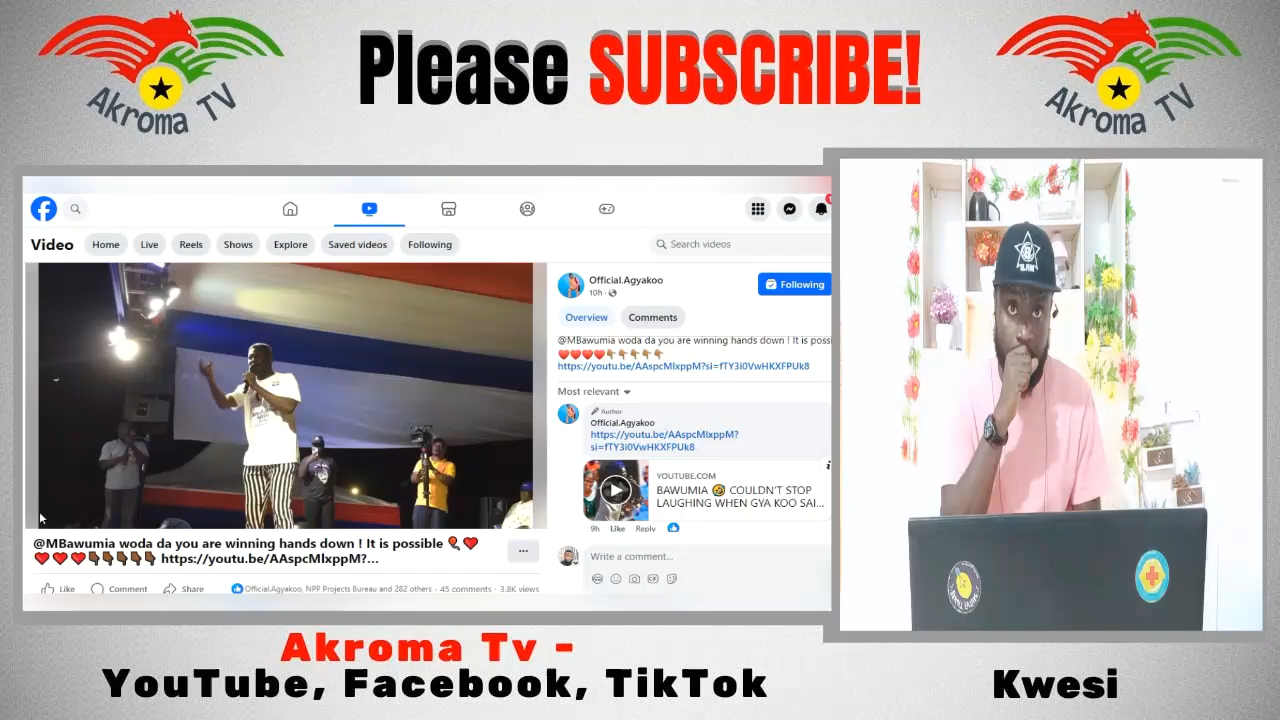 Akroma TV
Please SUBSCRIBE!
Akroma TV
Video
Home
Live
Reels
Shows
Explore
Saved videos
Following
Search videos
Official.Agyakoo
10h
Following
Overview
Comments
@MBawumia woda da you are winning hands down ! It is possi
❤️❤️❤️❤️👇🏾👇🏾👇🏾👇🏾👇🏾
https://youtu.be/AAspcMlxppM?si=fTY3i0VwHKXFPUk8
Most relevant
Author
Official.Agyakoo
https://youtu.be/AAspcMlxppM?
si=fTY3i0VwHKXFPUk8
YOUTUBE.COM
BAWUMIA 🤣 COULDN'T STOP
LAUGHING WHEN GYA KOO SAI...
9h Like Reply
Write a comment...
@MBawumia woda da you are winning hands down ! It is possible 🎈❤️
❤️❤️❤️👇🏾👇🏾👇🏾👇🏾👇🏾 https://youtu.be/AAspcMlxppM?...
Like
Comment
Share
Official.Agyakoo, NPP Projects Bureau and 282 others · 45 comments · 3.8K views
Akroma Tv -
YouTube, Facebook, TikTok
Kwesi